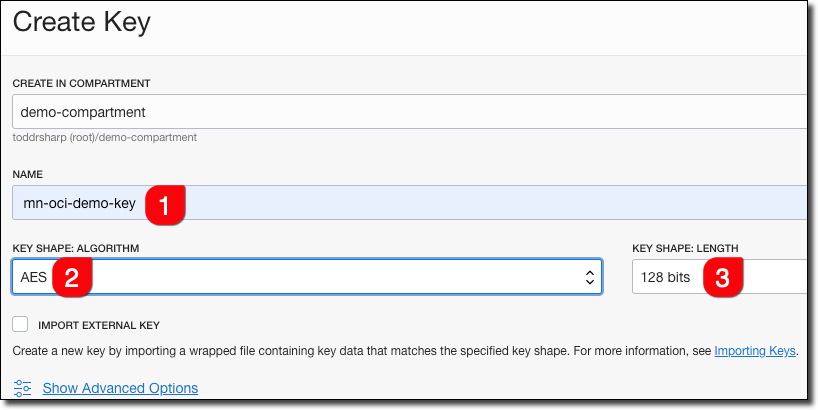 Create Key
CREATE IN COMPARTMENT
demo-compartment
toddrsharp (root)/demo-compartment
NAME
mn-oci-demo-key 1
KEY SHAPE: ALGORITHM
AES 2
KEY SHAPE: LENGTH
128 bits 3
IMPORT EXTERNAL KEY
Create a new key by importing a wrapped file containing key data that matches the specified key shape. For more information, see Importing Keys.
Show Advanced Options